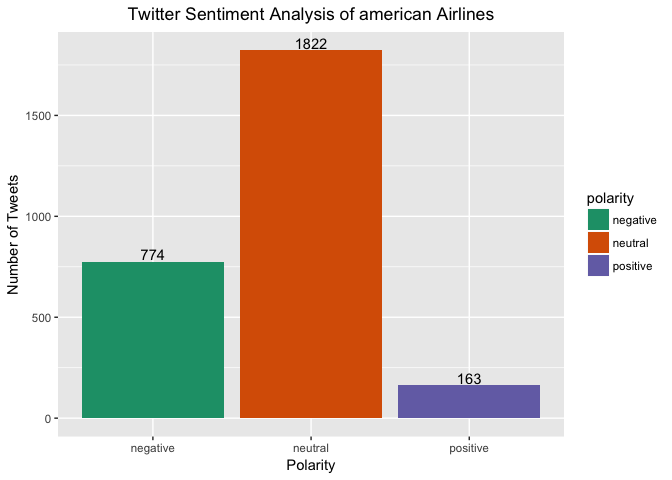 Twitter Sentiment Analysis of american Airlines
1822
1500
1000
774
500
163
0
Number of Tweets
negative
neutral
positive
Polarity
polarity
negative
neutral
positive